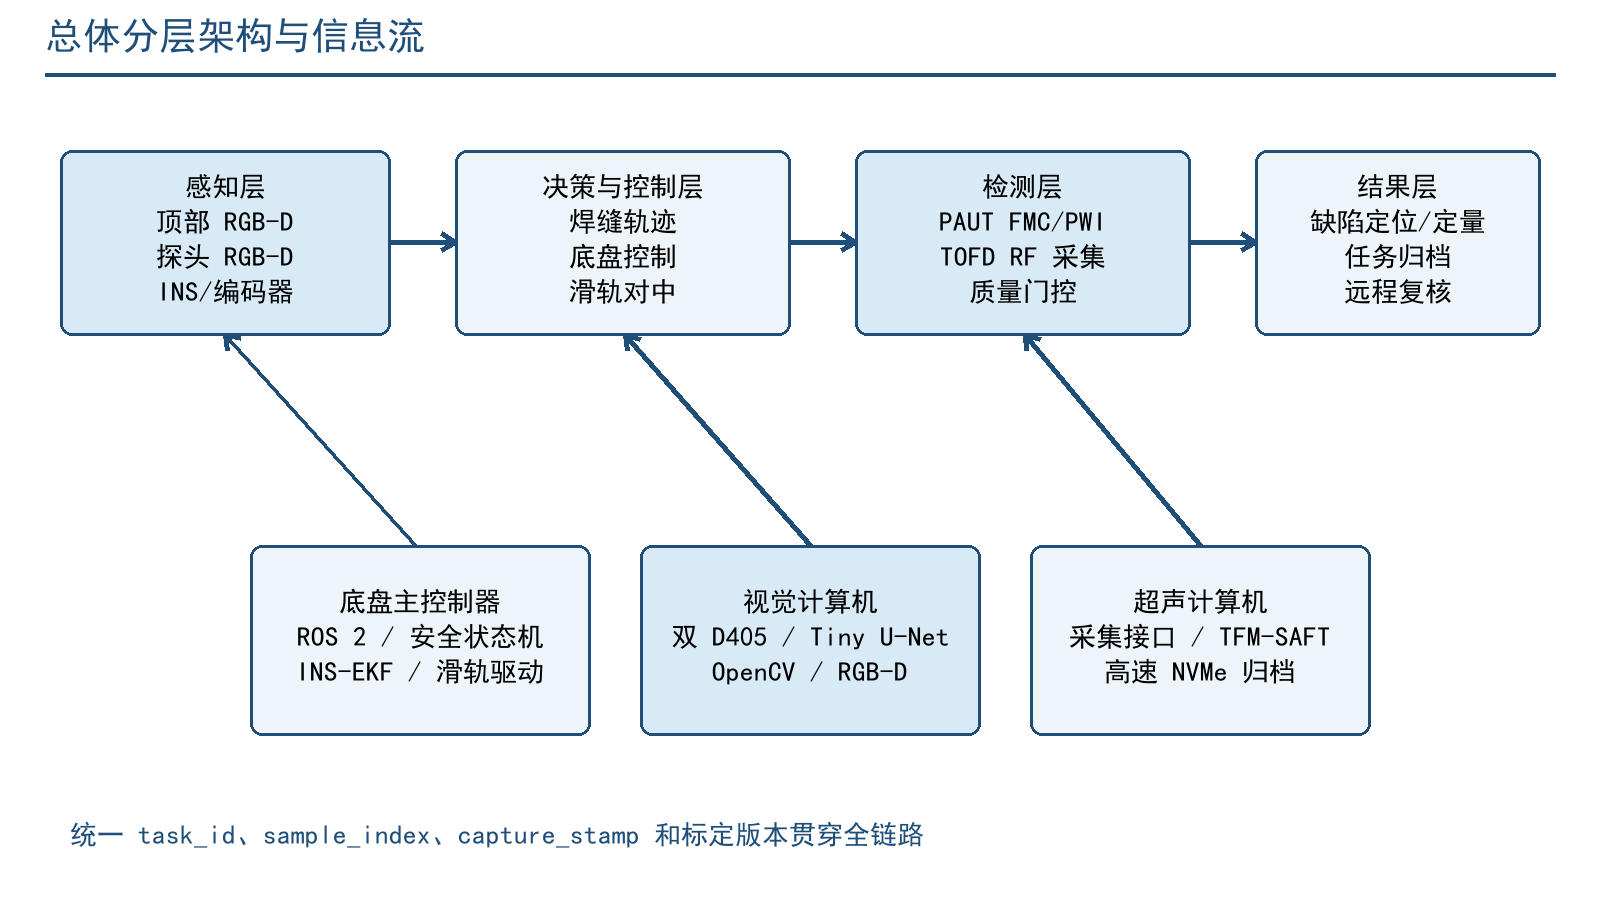 总体分层架构与信息流
感知层
顶部 RGB-D
探头 RGB-D
INS/编码器
决策与控制层
焊缝轨迹
底盘控制
滑轨对中
检测层
PAUT FMC/PWI
TOFD RF 采集
质量门控
结果层
缺陷定位/定量
任务归档
远程复核
底盘主控制器
ROS 2 / 安全状态机
INS-EKF / 滑轨驱动
视觉计算机
双 D405 / Tiny U-Net
OpenCV / RGB-D
超声计算机
采集接口 / TFM-SAFT
高速 NVMe 归档
统一 task_id、sample_index、capture_stamp 和标定版本贯穿全链路